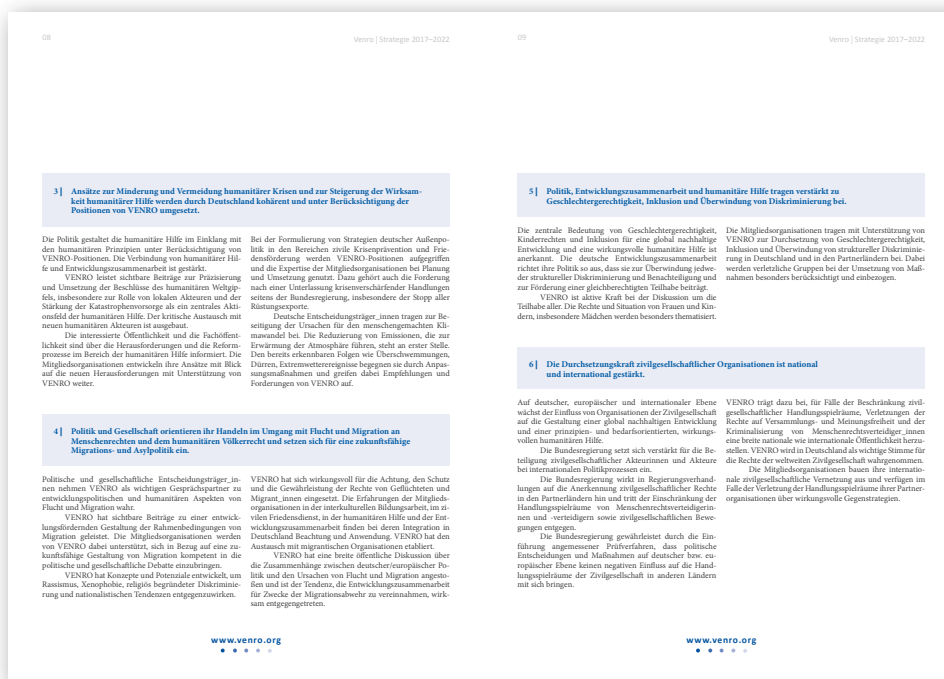 08
Venro | Strategie 2017–2022
3 | Ansätze zur Minderung und Vermeidung humanitärer Krisen und zur Steigerung der Wirksam-
keit humanitärer Hilfe werden durch Deutschland kohärent und unter Berücksichtigung der
Positionen von VENRO umgesetzt.
Die Politik gestaltet die humanitäre Hilfe im Einklang mit
den humanitären Prinzipien unter Berücksichtigung von
VENRO-Positionen. Die Verbindung von humanitärer Hil-
fe und Entwicklungszusammenarbeit ist gestärkt.
VENRO leistet sichtbare Beiträge zur Präzisierung
und Umsetzung der Beschlüsse des humanitären Weltgip-
fels, insbesondere zur Rolle von lokalen Akteuren und der
Stärkung der Katastrophenvorsorge als ein zentrales Akti-
onsfeld der humanitären Hilfe. Der kritische Austausch mit
neuen humanitären Akteuren ist ausgebaut.
Die interessierte Öffentlichkeit und die Fachöffent-
lichkeit sind über die Herausforderungen und die Reform-
prozesse im Bereich der humanitären Hilfe informiert. Die
Mitgliedsorganisationen entwickeln ihre Ansätze mit Blick
auf die neuen Herausforderungen mit Unterstützung von
VENRO weiter.
Bei der Formulierung von Strategien deutscher Außenpo-
litik in den Bereichen zivile Krisenprävention und Frie-
densförderung werden VENRO-Positionen aufgegriffen
und die Expertise der Mitgliedsorganisationen bei Planung
und Umsetzung genutzt. Dazu gehört auch die Forderung
nach einer Unterlassung krisenverschärfender Handlungen
seitens der Bundesregierung, insbesondere der Stopp aller
Rüstungsexporte.
Deutsche Entscheidungsträger_innen tragen zur Be-
seitigung der Ursachen für den menschengemachten Kli-
mawandel bei. Die Reduzierung von Emissionen, die zur
Erwärmung der Atmosphäre führen, steht an erster Stelle.
Den bereits erkennbaren Folgen wie Überschwemmungen,
Dürren, Extremwetterereignisse begegnen sie durch Anpas-
sungsmaßnahmen und greifen dabei Empfehlungen und
Forderungen von VENRO auf.
4 | Politik und Gesellschaft orientieren ihr Handeln im Umgang mit Flucht und Migration an
Menschenrechten und dem humanitären Völkerrecht und setzen sich für eine zukunftsfähige
Migrations- und Asylpolitik ein.
Politische und gesellschaftliche Entscheidungsträger_in-
nen nehmen VENRO als wichtigen Gesprächspartner zu
entwicklungspolitischen und humanitären Aspekten von
Flucht und Migration wahr.
VENRO hat sichtbare Beiträge zu einer entwick-
lungsfördernden Gestaltung der Rahmenbedingungen von
Migration geleistet. Die Mitgliedsorganisationen werden
von VENRO dabei unterstützt, sich in Bezug auf eine zu-
kunftsfähige Gestaltung von Migration kompetent in die
politische und gesellschaftliche Debatte einzubringen.
VENRO hat Konzepte und Potenziale entwickelt, um
Rassismus, Xenophobie, religiös begründeter Diskriminie-
rung und nationalistischen Tendenzen entgegenzuwirken.
VENRO hat sich wirkungsvoll für die Achtung, den Schutz
und die Gewährleistung der Rechte von Geflüchteten und
Migrant_innen eingesetzt. Die Erfahrungen der Mitglieds-
organisationen in der interkulturellen Bildungsarbeit, im zi-
vilen Friedensdienst, in der humanitären Hilfe und der Ent-
wicklungszusammenarbeit finden bei deren Integration in
Deutschland Beachtung und Anwendung. VENRO hat den
Austausch mit migrantischen Organisationen etabliert.
VENRO hat eine breite öffentliche Diskussion über
die Zusammenhänge zwischen deutscher/europäischer Po-
litik und den Ursachen von Flucht und Migration angesto-
ßen und ist der Tendenz, die Entwicklungszusammenarbeit
für Zwecke der Migrationsabwehr zu vereinnahmen, wirk-
sam entgegengetreten.
www.venro.org
09
Venro | Strategie 2017–2022
5 | Politik, Entwicklungszusammenarbeit und humanitäre Hilfe tragen verstärkt zu
Geschlechtergerechtigkeit, Inklusion und Überwindung von Diskriminierung bei.
Die zentrale Bedeutung von Geschlechtergerechtigkeit,
Kinderrechten und Inklusion für eine global nachhaltige
Entwicklung und eine wirkungsvolle humanitäre Hilfe ist
anerkannt. Die deutsche Entwicklungszusammenarbeit
richtet ihre Politik so aus, dass sie zur Überwindung jedwe-
der struktureller Diskriminierung und Benachteiligung und
zur Förderung einer gleichberechtigten Teilhabe beiträgt.
VENRO ist aktive Kraft bei der Diskussion um die
Teilhabe aller. Die Rechte und Situation von Frauen und Kin-
dern, insbesondere Mädchen werden besonders thematisiert.
Die Mitgliedsorganisationen tragen mit Unterstützung von
VENRO zur Durchsetzung von Geschlechtergerechtigkeit,
Inklusion und Überwindung von struktureller Diskriminie-
rung in Deutschland und in den Partnerländern bei. Dabei
werden verletzliche Gruppen bei der Umsetzung von Maß-
nahmen besonders berücksichtigt und einbezogen.
6 | Die Durchsetzungskraft zivilgesellschaftlicher Organisationen ist national
und international gestärkt.
Auf deutscher, europäischer und internationaler Ebene
wächst der Einfluss von Organisationen der Zivilgesellschaft
auf die Gestaltung einer global nachhaltigen Entwicklung
und einer prinzipien- und bedarfsorientierten, wirkungs-
vollen humanitären Hilfe.
Die Bundesregierung setzt sich verstärkt für die Be-
teiligung zivilgesellschaftlicher Akteurinnen und Akteure
bei internationalen Politikprozessen ein.
Die Bundesregierung wirkt in Regierungsverhand-
lungen auf die Anerkennung zivilgesellschaftlicher Rechte
in den Partnerländern hin und tritt der Einschränkung der
Handlungsspielräume von Menschenrechtsverteidigerin-
nen und -verteidigern sowie zivilgesellschaftlichen Bewe-
gungen entgegen.
Die Bundesregierung gewährleistet durch die Ein-
führung angemessener Prüfverfahren, dass politische
Entscheidungen und Maßnahmen auf deutscher bzw. eu-
ropäischer Ebene keinen negativen Einfluss auf die Hand-
lungsspielräume der Zivilgesellschaft in anderen Ländern
mit sich bringen.
VENRO trägt dazu bei, für Fälle der Beschränkung zivil-
gesellschaftlicher Handlungsspielräume, Verletzungen der
Rechte auf Versammlungs- und Meinungsfreiheit und der
Kriminalisierung von Menschenrechtsverteidiger_innen
eine breite nationale wie internationale Öffentlichkeit herzu-
stellen. VENRO wird in Deutschland als wichtige Stimme für
die Rechte der weltweiten Zivilgesellschaft wahrgenommen.
Die Mitgliedsorganisationen bauen ihre internatio-
nale zivilgesellschaftliche Vernetzung aus und verfügen im
Falle der Verletzung der Handlungsspielräume ihrer Partner-
organisationen über wirkungsvolle Gegenstrategien.
www.venro.org